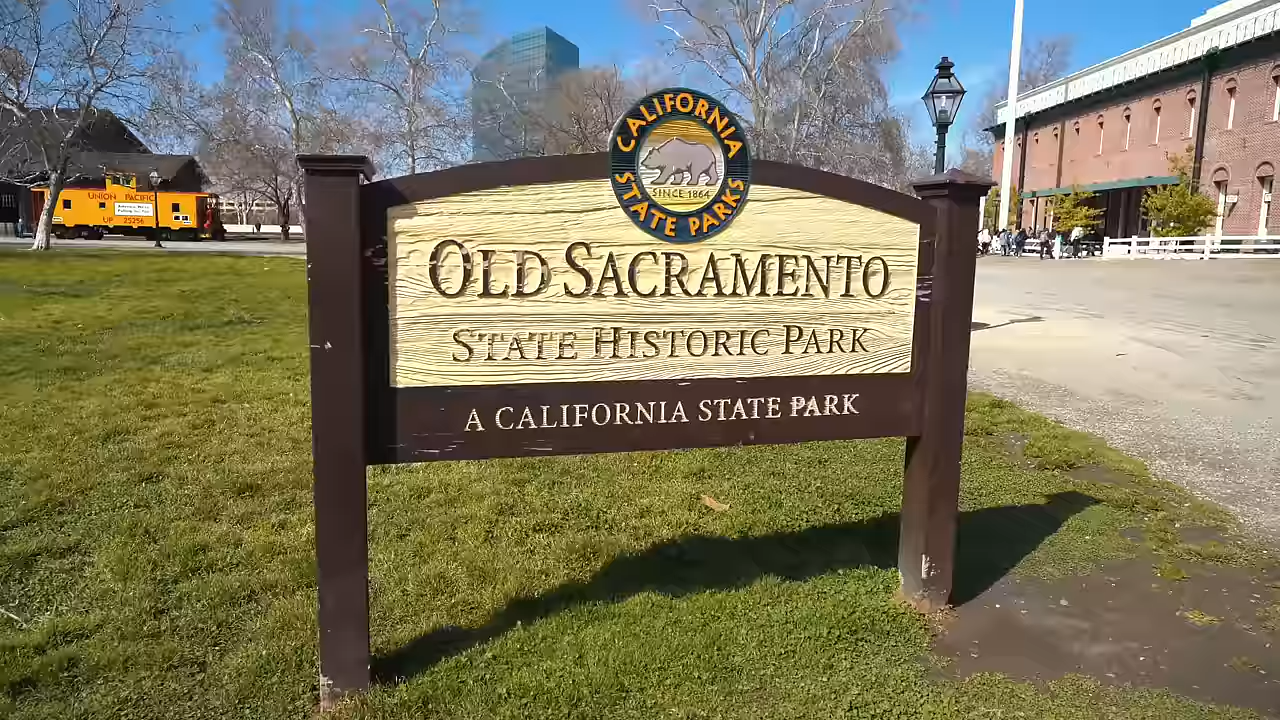 CALIFORNIA
SINCE 1864
STATE PARKS
OLD SACRAMENTO
STATE HISTORIC PARK
A CALIFORNIA STATE PARK
UNION PACIFIC
UP 25256